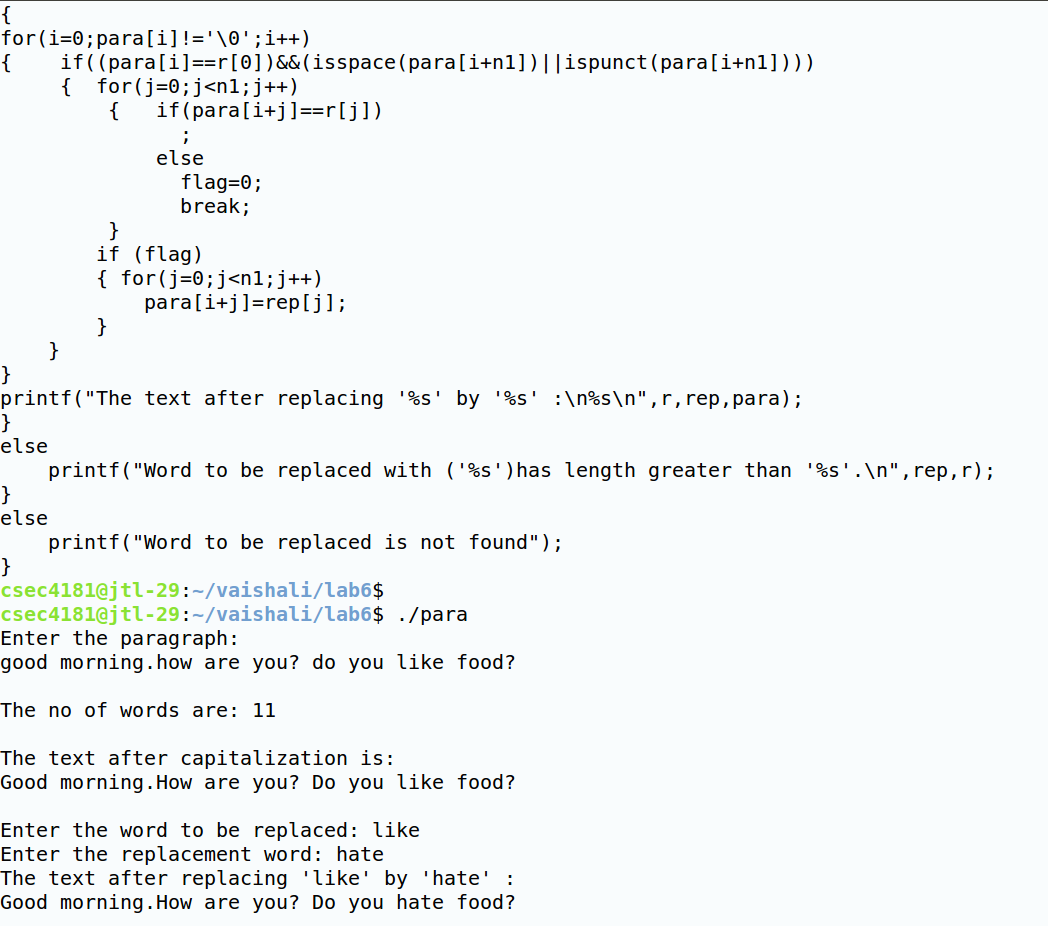 {
for(i=0;para[i]!='\0';i++)
{    if((para[i]==r[0])&&(isspace(para[i+n1])||ispunct(para[i+n1])))
     {  for(j=0;j<n1;j++)
         {   if(para[i+j]==r[j])
               ;
             else
               flag=0;
               break;
         }
        if (flag)
        { for(j=0;j<n1;j++)
            para[i+j]=rep[j];
        }
    }
}
printf("The text after replacing '%s' by '%s' :\n%s\n",r,rep,para);
}
else
    printf("Word to be replaced with ('%s')has length greater than '%s'.\n",rep,r);
}
else
    printf("Word to be replaced is not found");
}
csec4181@jtl-29:~/vaishali/lab6$
csec4181@jtl-29:~/vaishali/lab6$ ./para
Enter the paragraph:
good morning.how are you? do you like food?

The no of words are: 11

The text after capitalization is:
Good morning.How are you? Do you like food?

Enter the word to be replaced: like
Enter the replacement word: hate
The text after replacing 'like' by 'hate' :
Good morning.How are you? Do you hate food?